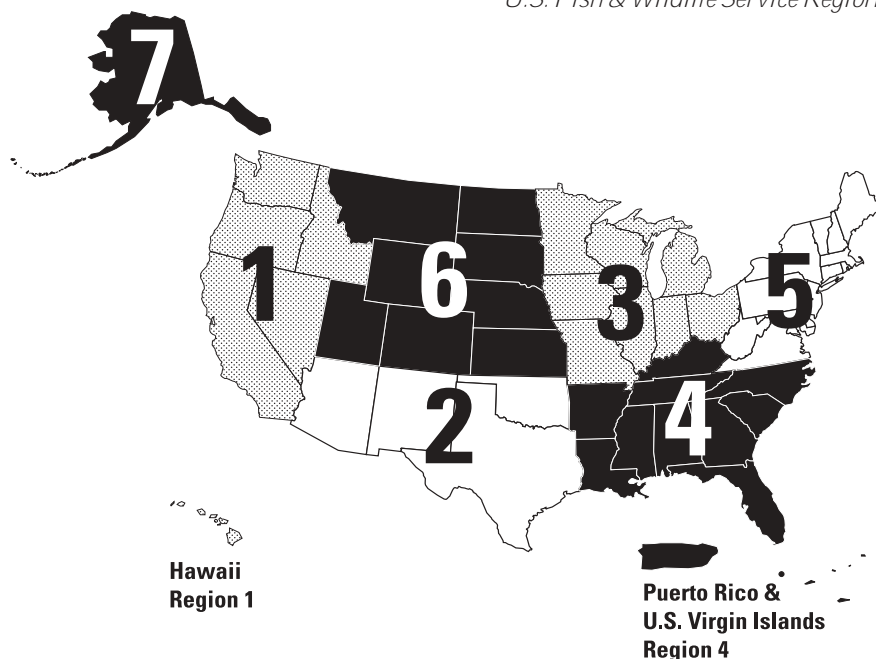 U.S. Fish & Wildlife Service Region
7
1
6
3
5
2
4
Hawaii
Region 1
Puerto Rico &
U.S. Virgin Islands
Region 4